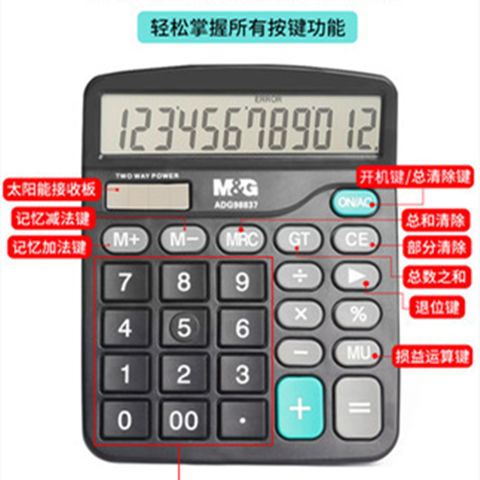 轻松掌握所有按键功能
ERROR
123456789012.
TWO WAY POWER
M&G
ADG98837
太阳能接收板
开机键/总清除键
ON/AC
记忆减法键
总和清除
记忆加法键
M+ M− MRC GT CE
部分清除
总数之和
7 8 9 ÷ ▶
退位键
4 5 6 × %
1 2 3 − MU
损益运算键
0 00 · + =